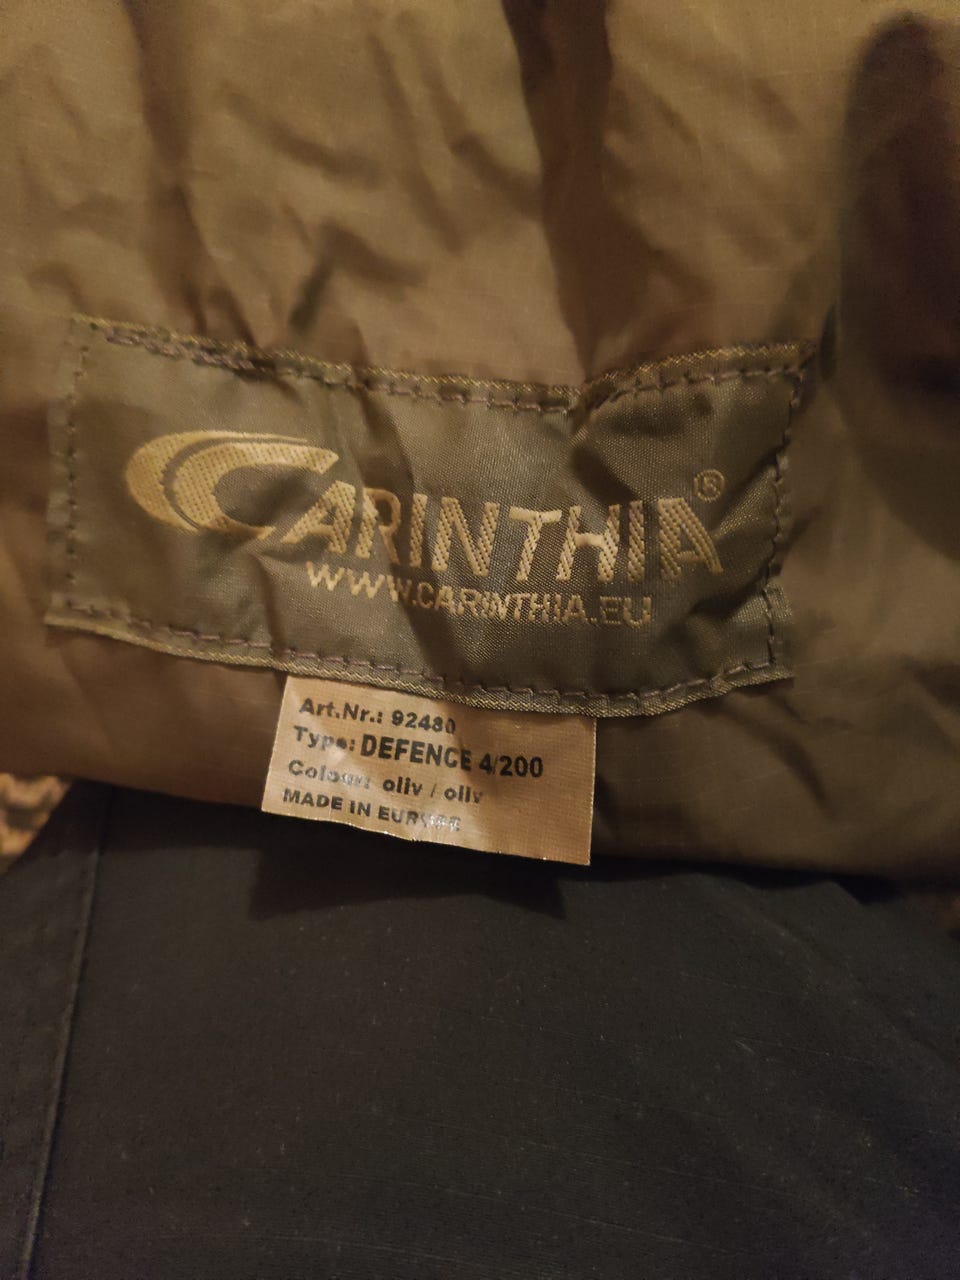 CARINTHIA®
WWW.CARINTHIA.EU
Art.Nr.: 92480
Type: DEFENCE 4/200
Colour: oliv / oliv
MADE IN EUROPE